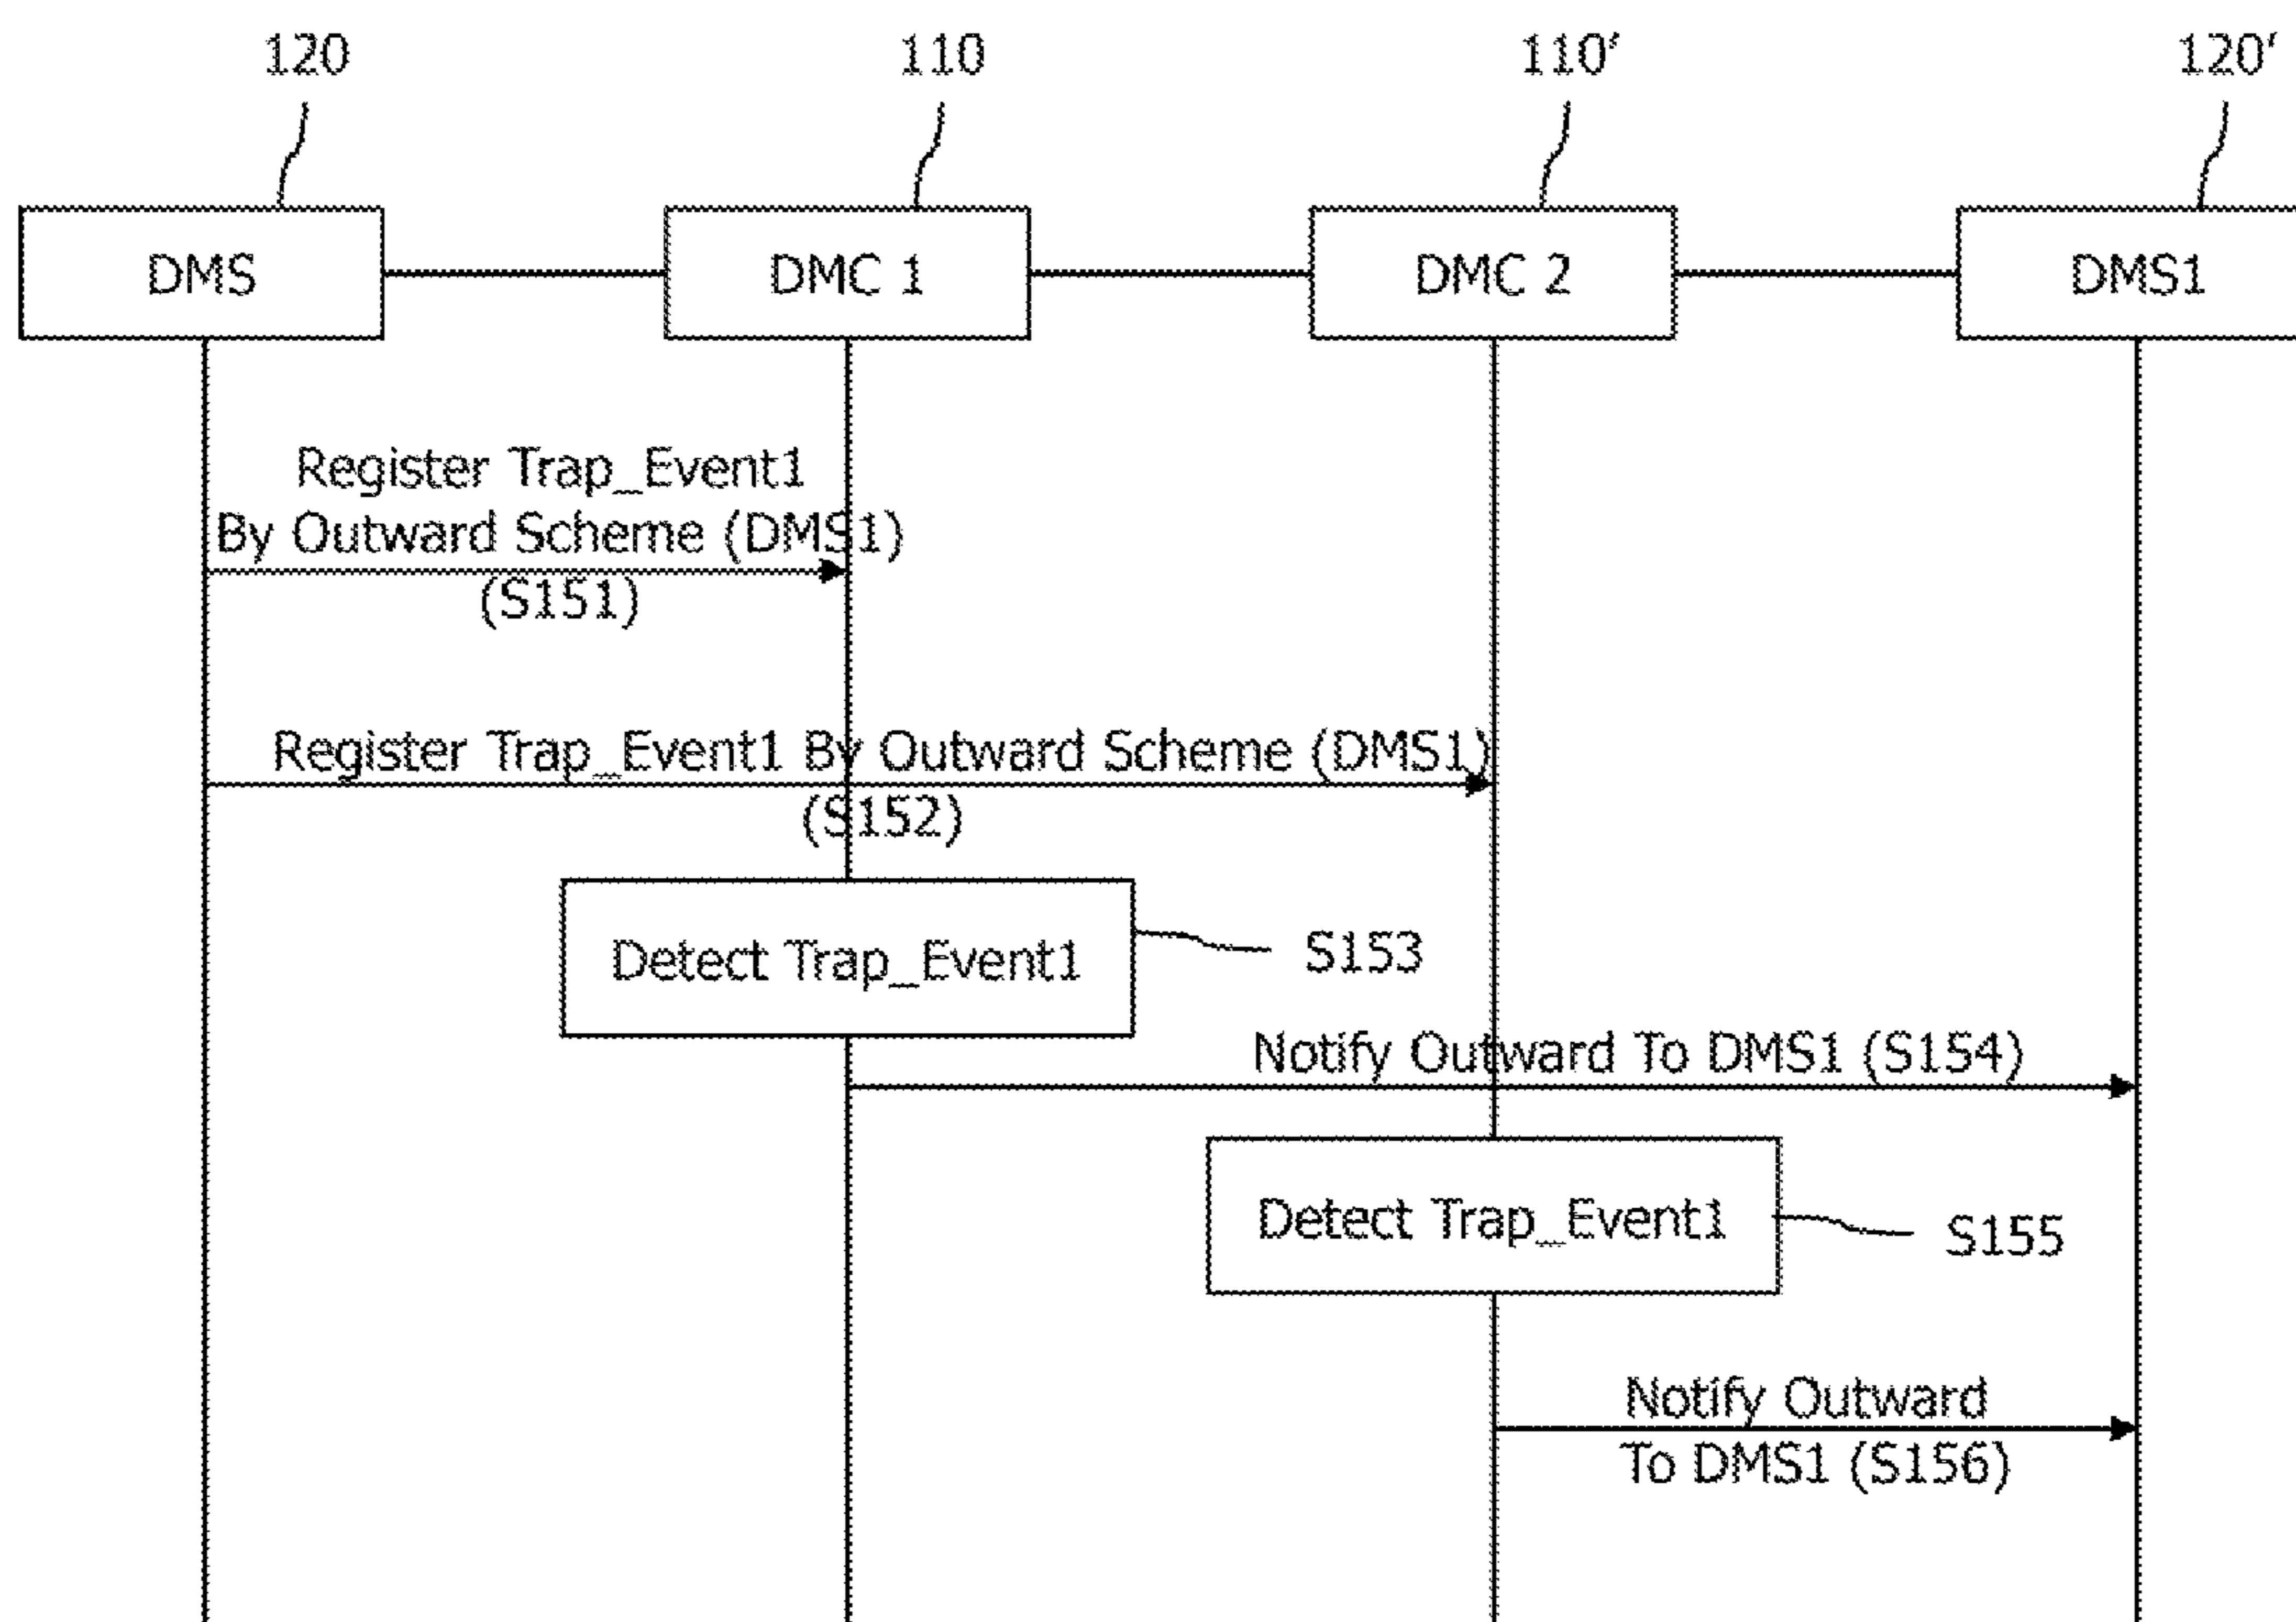 120
110
110′
120′
DMS
DMC 1
DMC 2
DMS1
Register Trap_Event1
By Outward Scheme (DMS1)
(S151)
Register Trap_Event1 By Outward Scheme (DMS1)
(S152)
Detect Trap_Event1
S153
Notify Outward To DMS1 (S154)
Detect Trap_Event1
S155
Notify Outward
To DMS1 (S156)